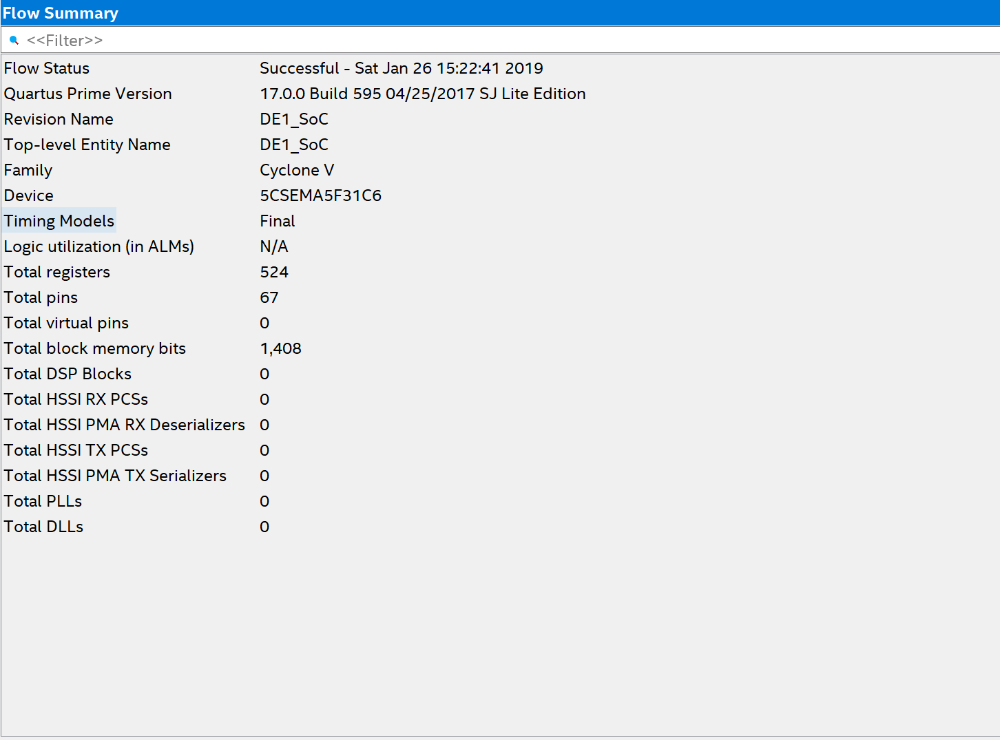 Flow Summary
<<Filter>>
Flow Status Successful - Sat Jan 26 15:22:41 2019
Quartus Prime Version 17.0.0 Build 595 04/25/2017 SJ Lite Edition
Revision Name DE1_SoC
Top-level Entity Name DE1_SoC
Family Cyclone V
Device 5CSEMA5F31C6
Timing Models Final
Logic utilization (in ALMs) N/A
Total registers 524
Total pins 67
Total virtual pins 0
Total block memory bits 1,408
Total DSP Blocks 0
Total HSSI RX PCSs 0
Total HSSI PMA RX Deserializers 0
Total HSSI TX PCSs 0
Total HSSI PMA TX Serializers 0
Total PLLs 0
Total DLLs 0